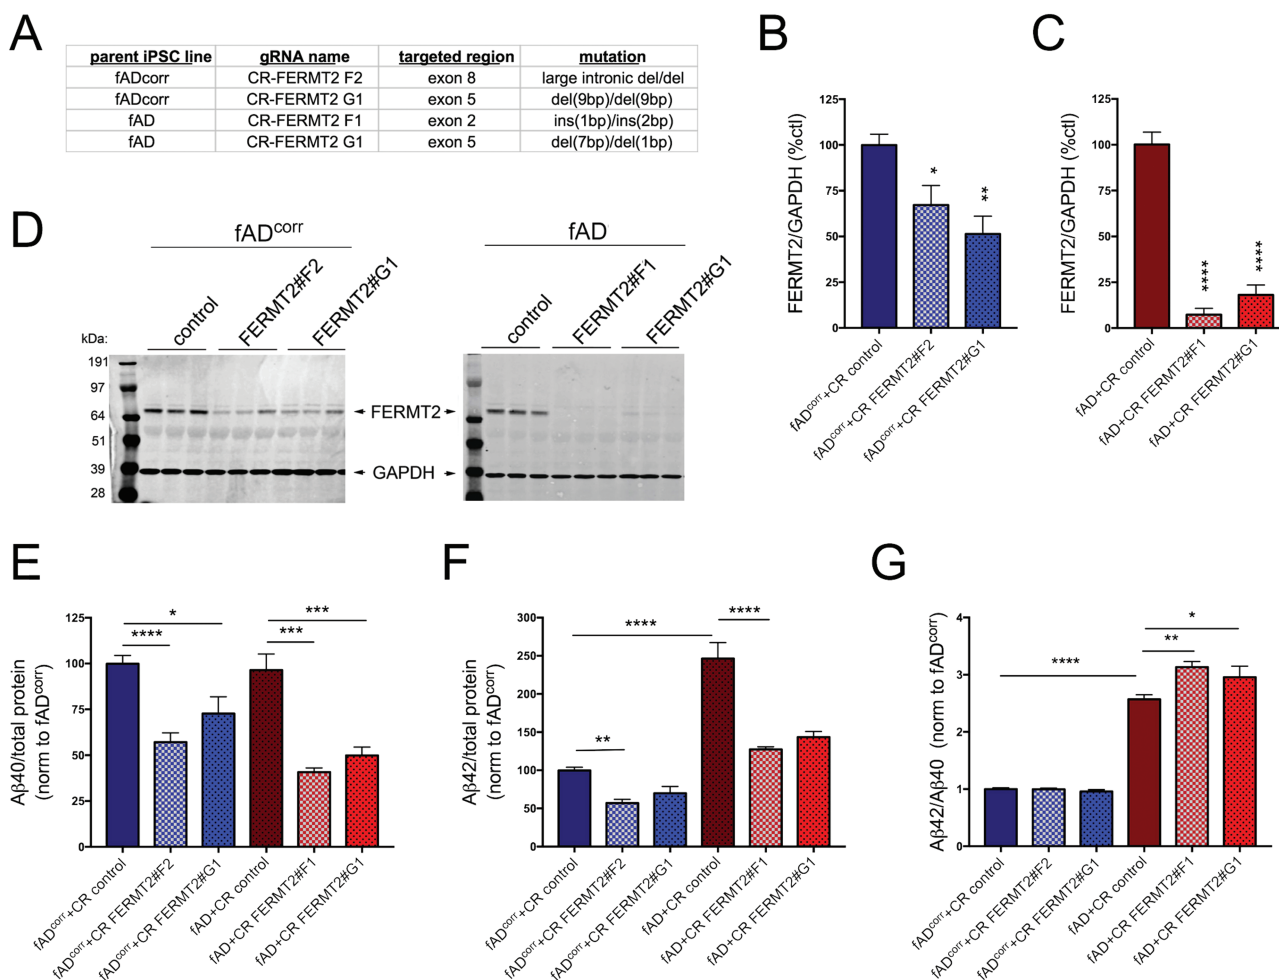 A
parent iPSC line gRNA name targeted region mutation
fADcorr CR-FERMT2 F2 exon 8 large intronic del/del
fADcorr CR-FERMT2 G1 exon 5 del(9bp)/del(9bp)
fAD CR-FERMT2 F1 exon 2 ins(1bp)/ins(2bp)
fAD CR-FERMT2 G1 exon 5 del(7bp)/del(1bp)
B
FERMT2/GAPDH (%ctl)
125
100
75
50
25
0
*
**
fADcorr+CR control
fADcorr+CR FERMT2#F2
fADcorr+CR FERMT2#G1
C
FERMT2/GAPDH (%ctl)
125
100
75
50
25
0
****
****
fAD+CR control
fAD+CR FERMT2#F1
fAD+CR FERMT2#G1
D
fADcorr
control
FERMT2#F2
FERMT2#G1
fAD
control
FERMT2#F1
FERMT2#G1
kDa:
191
97
64
51
39
28
FERMT2
GAPDH
E
Aβ40/total protein
(norm to fADcorr)
125
100
75
50
25
0
****
*
***
***
fADcorr+CR control
fADcorr+CR FERMT2#F2
fADcorr+CR FERMT2#G1
fAD+CR control
fAD+CR FERMT2#F1
fAD+CR FERMT2#G1
F
Aβ42/total protein
(norm to fADcorr)
300
250
200
150
100
50
0
**
****
****
fADcorr+CR control
fADcorr+CR FERMT2#F2
fADcorr+CR FERMT2#G1
fAD+CR control
fAD+CR FERMT2#F1
fAD+CR FERMT2#G1
G
Aβ42/Aβ40 (norm to fADcorr)
4
3
2
1
0
****
**
*
fADcorr+CR control
fADcorr+CR FERMT2#F2
fADcorr+CR FERMT2#G1
fAD+CR control
fAD+CR FERMT2#F1
fAD+CR FERMT2#G1